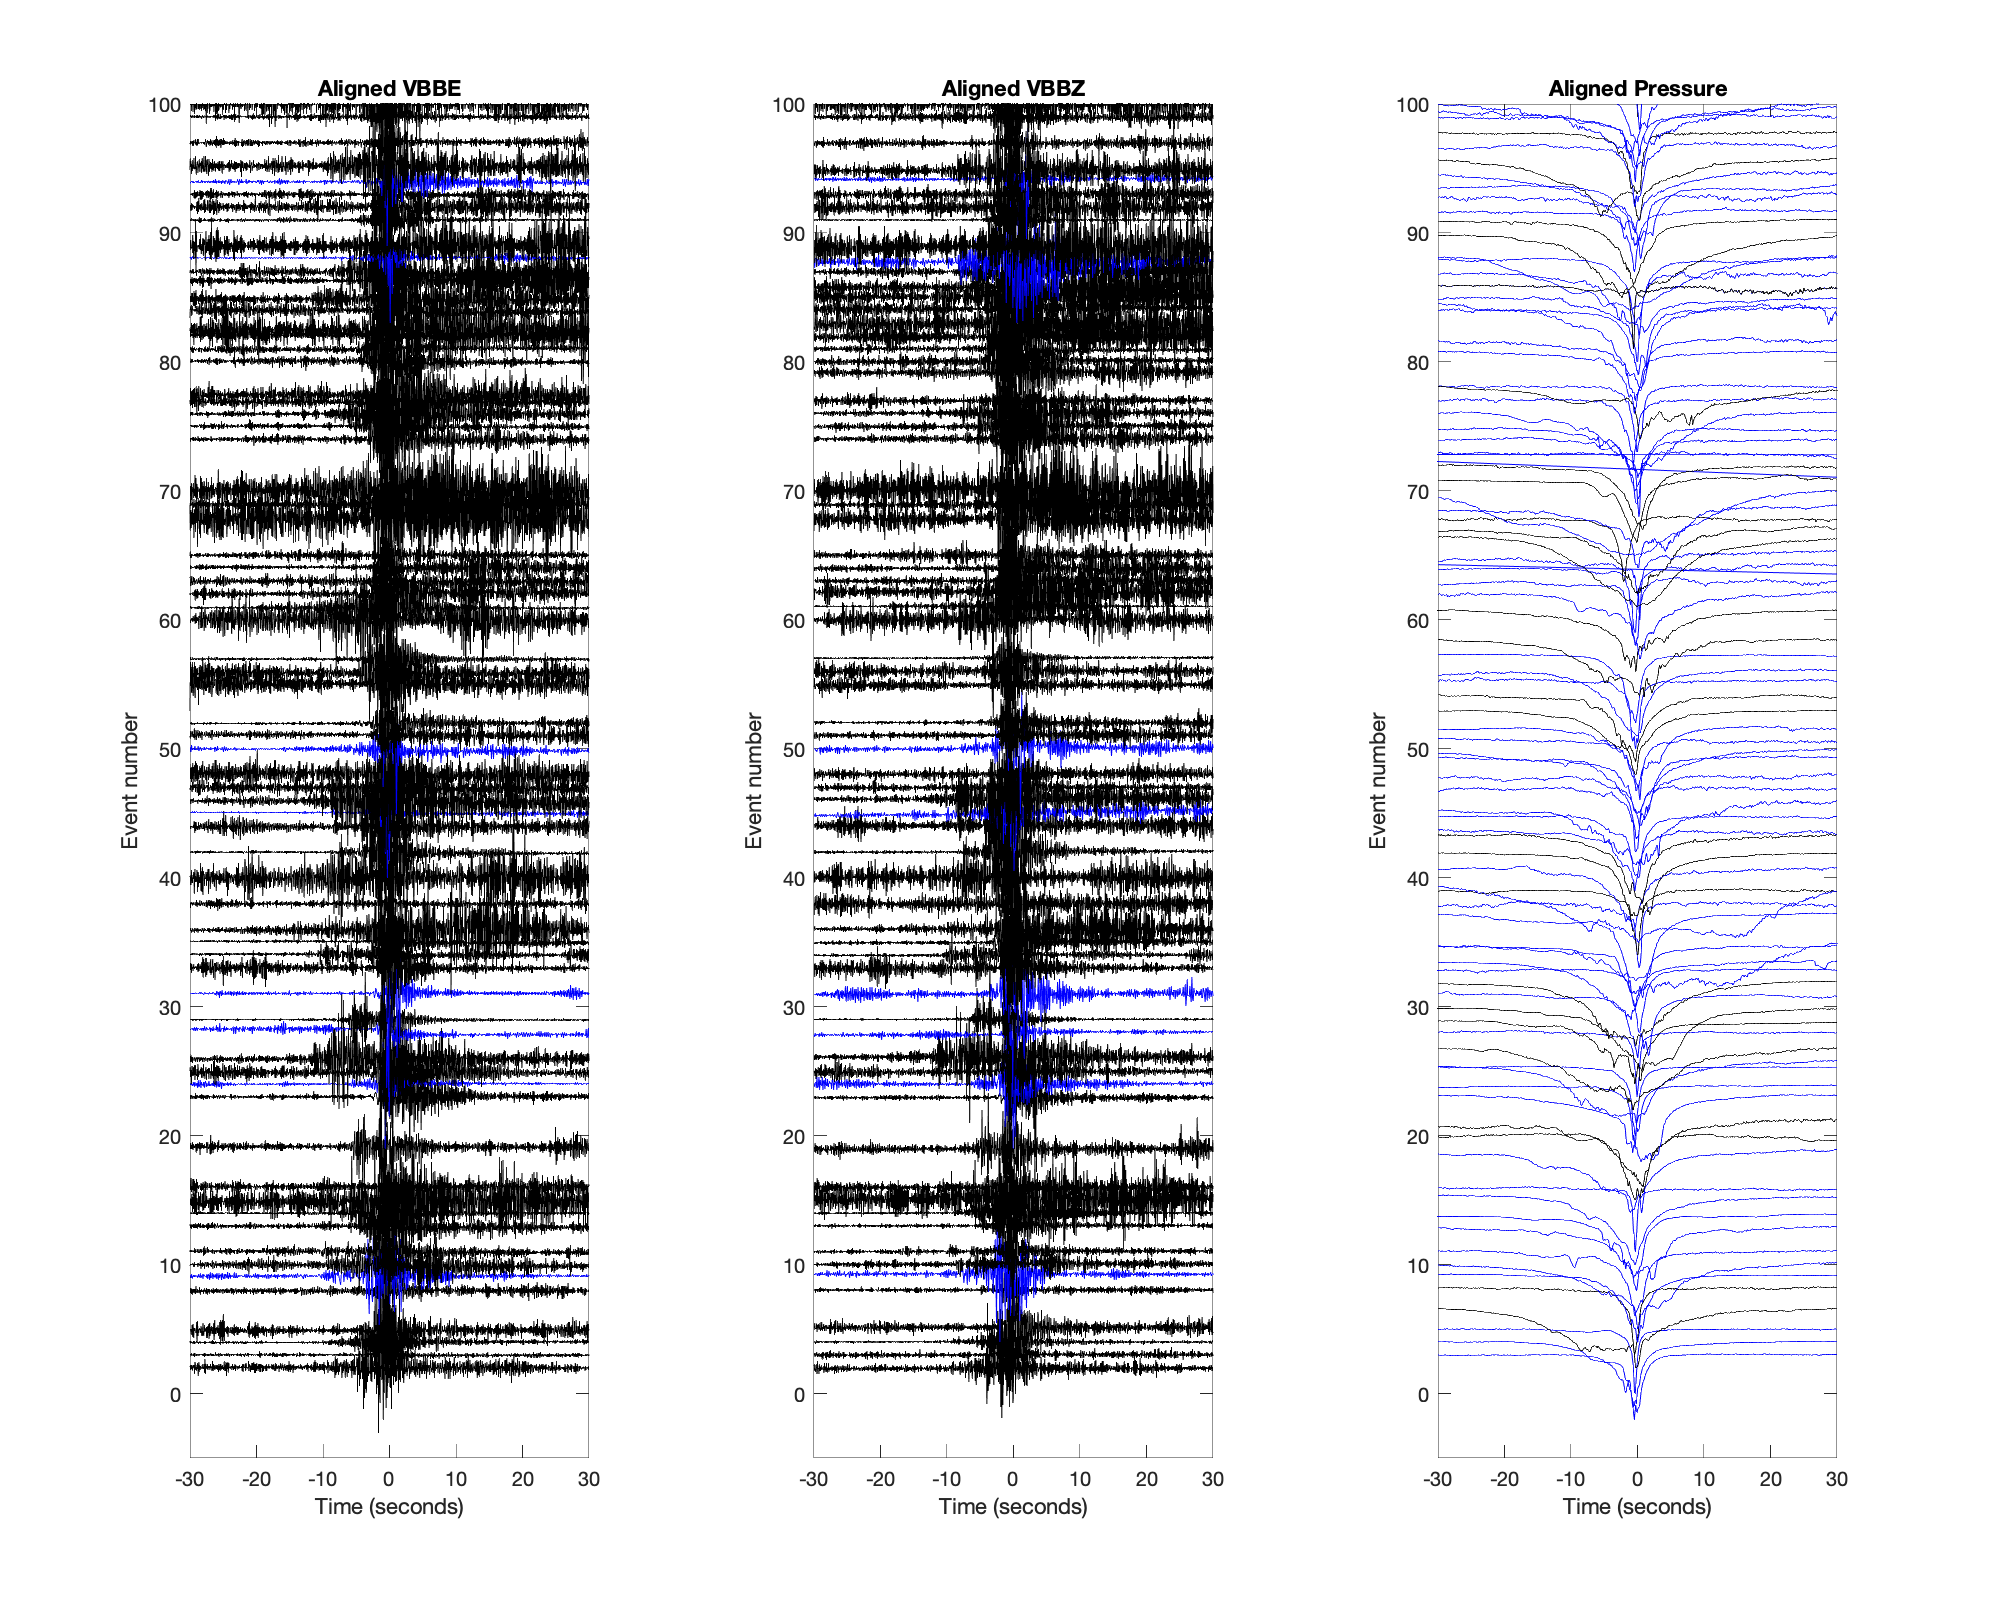 Aligned VBBE
100
90
80
70
60
50
40
30
20
10
0
Event number
-30 -20 -10 0 10 20 30
Time (seconds)
Aligned VBBZ
100
90
80
70
60
50
40
30
20
10
0
Event number
-30 -20 -10 0 10 20 30
Time (seconds)
Aligned Pressure
100
90
80
70
60
50
40
30
20
10
0
Event number
-30 -20 -10 0 10 20 30
Time (seconds)